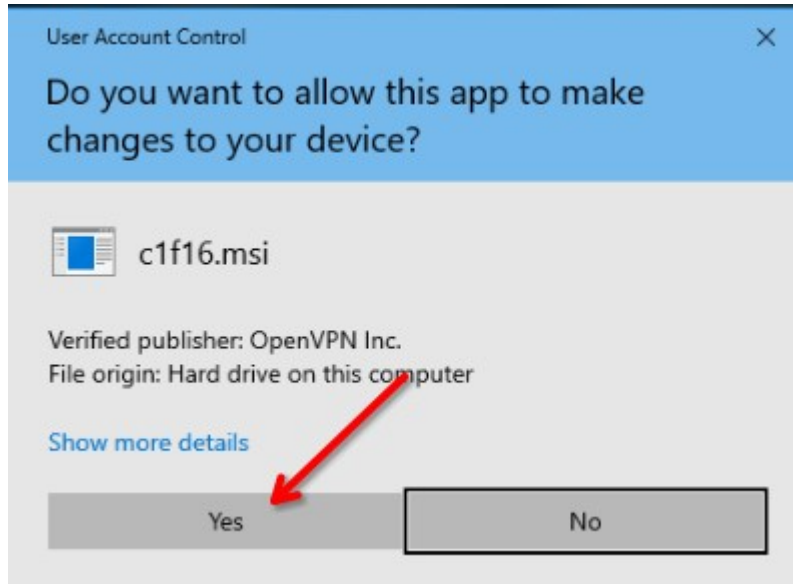 User Account Control
Do you want to allow this app to make
changes to your device?
c1f16.msi
Verified publisher: OpenVPN Inc.
File origin: Hard drive on this computer
Show more details
Yes
No